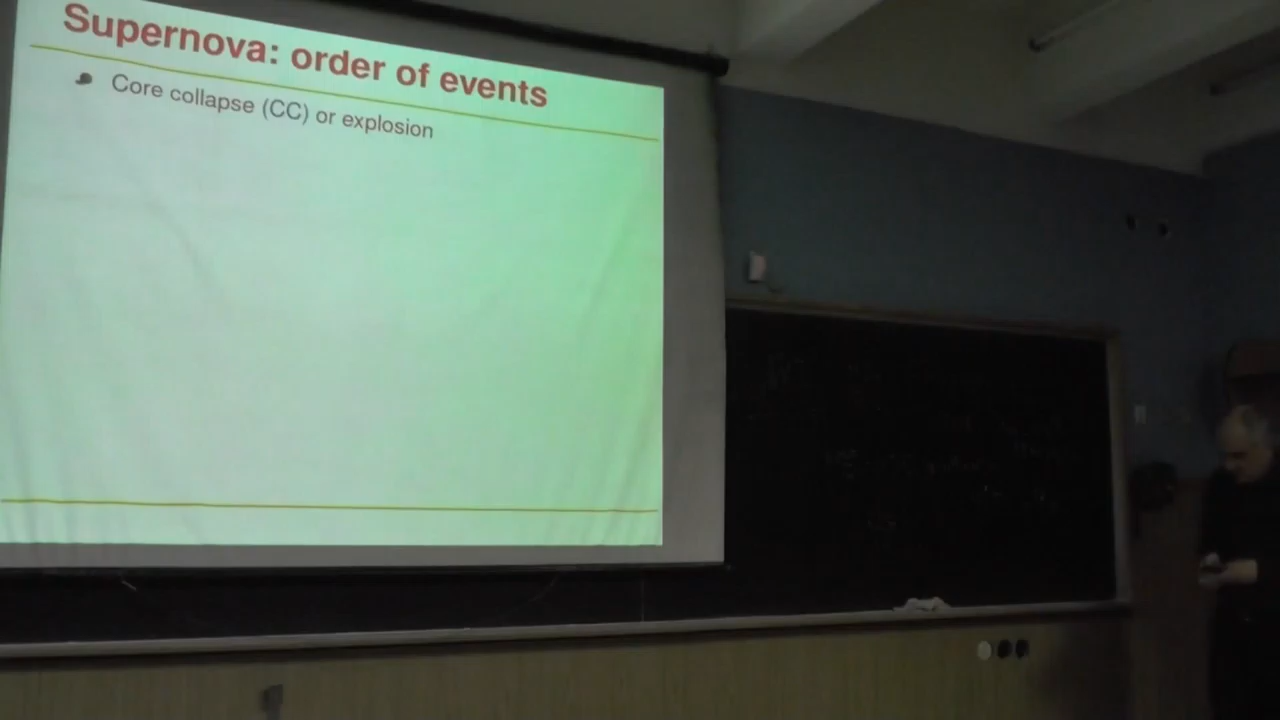 Supernova: order of events
Core collapse (CC) or explosion